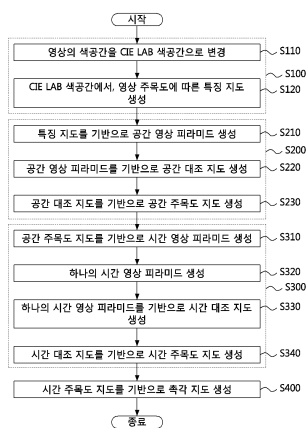 시작
영상의 색공간을 CIE LAB 색공간으로 변경
S110
S100
CIE LAB 색공간에서, 영상 주목도에 따른 특징 지도
생성
S120
특징 지도를 기반으로 공간 영상 피라미드 생성
S210
S200
공간 영상 피라미드를 기반으로 공간 대조 지도 생성
S220
공간 대조 지도를 기반으로 공간 주목도 지도 생성
S230
공간 주목도 지도를 기반으로 시간 영상 피라미드 생성
S310
하나의 시간 영상 피라미드 생성
S320
S300
하나의 시간 영상 피라미드를 기반으로 시간 대조 지도
생성
S330
시간 대조 지도를 기반으로 시간 주목도 지도 생성
S340
시간 주목도 지도를 기반으로 촉각 지도 생성
S400
종료